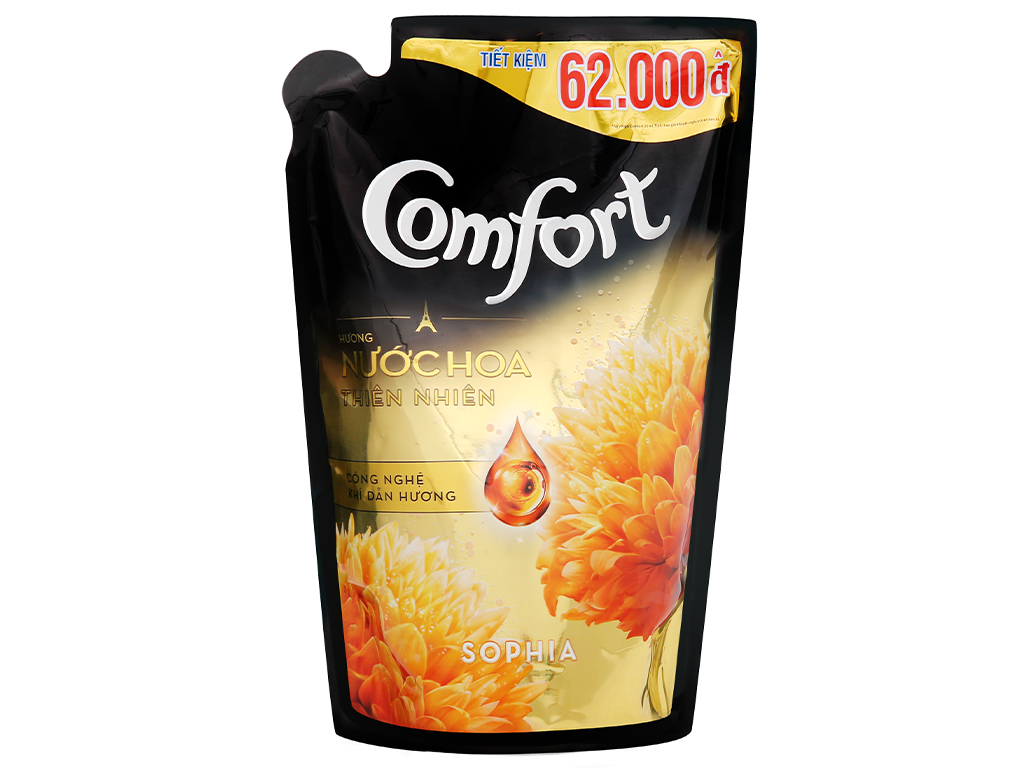 TIẾT KIỆM
62.000đ
Comfort
HƯƠNG
NƯỚC HOA
THIÊN NHIÊN
CÔNG NGHỆ
KHÍ DẪN HƯƠNG
SOPHIA